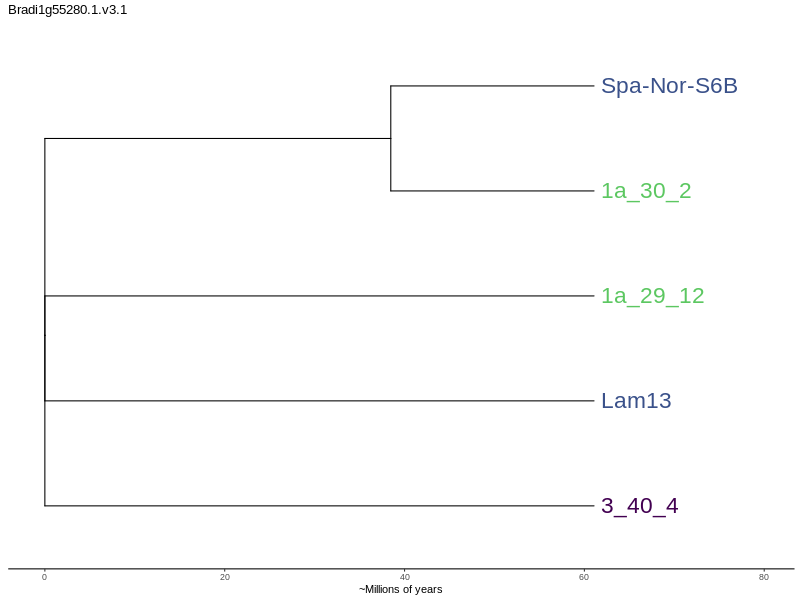 Bradi1g55280.1.v3.1
Spa-Nor-S6B
1a_30_2
1a_29_12
Lam13
3_40_4
0 20 40 60 80
~Millions of years